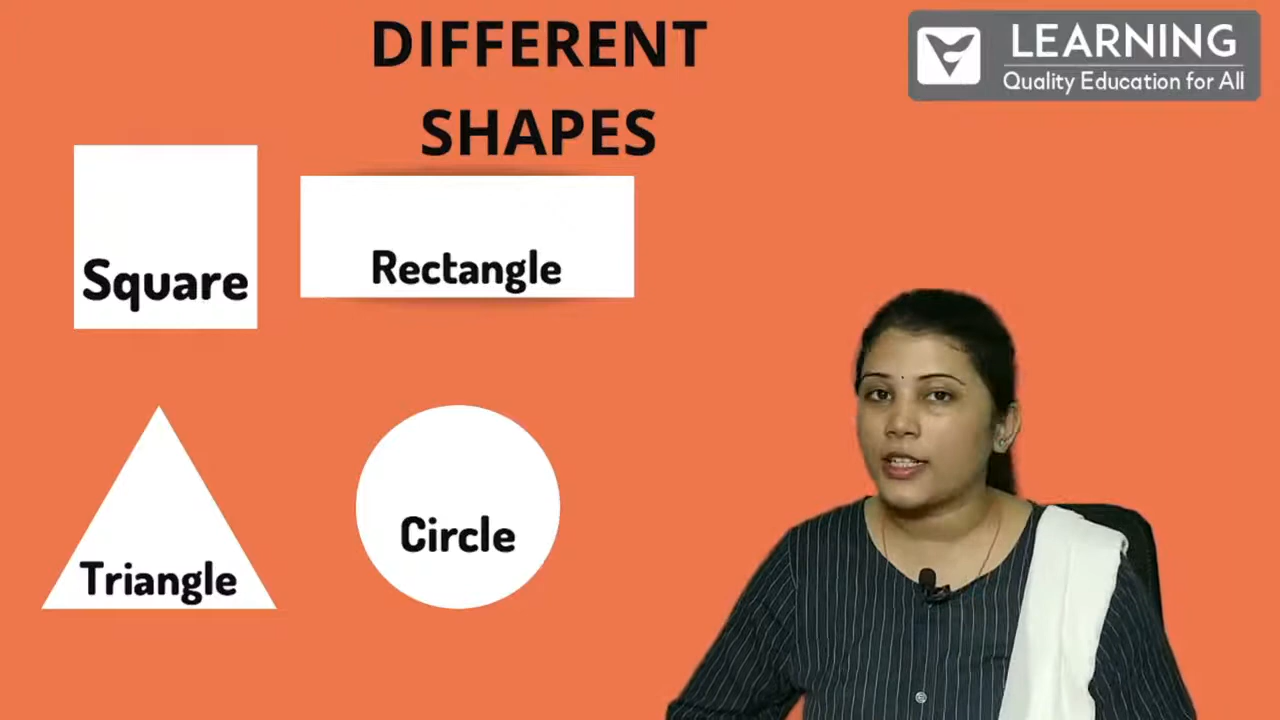 DIFFERENT
SHAPES
LEARNING
Quality Education for All
Square
Rectangle
Triangle
Circle